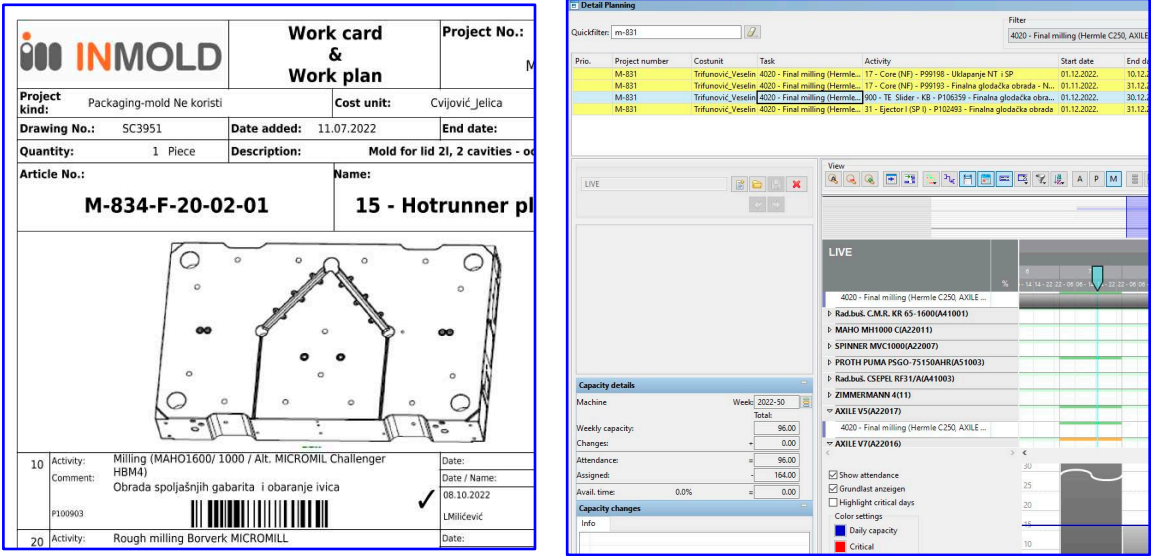 INMOLD
Work card
&
Work plan
Project No.:
Project kind:
Packaging-mold Ne koristi
Cost unit:
Cvijović_Jelica
Drawing No.:
SC3951
Date added:
11.07.2022
End date:
Quantity:
1 Piece
Description:
Mold for lid 2l, 2 cavities -
Article No.:
Name:
M-834-F-20-02-01
15 - Hotrunner pl
10
Activity:
Milling (MAHO1600/ 1000 / Alt. MICROMIL Challenger
HBM4)
Date:
Comment:
Obrada spoljašnjih gabarita i obaranje ivica
Date / Name:
08.10.2022
P100903
LMilićević
20
Activity:
Rough milling Borverk MICROMILL
Date:
Detail Planning
Quickfilter:
m-831
Filter
4020 - Final milling (Hermle C250, AXILE
Prio.
Project number
Costunit
Task
Activity
Start date
End da
M-831 Trifunović_Veselin 4020 - Final milling (Hermle... 17 - Core (NF) - P99198 - Uklapanje NT i SP 01.12.2022. 10.12.2
M-831 Trifunović_Veselin 4020 - Final milling (Hermle... 17 - Core (NF) - P99193 - Finalna glodačka obrada - N... 01.11.2022. 31.12.2
M-831 Trifunović_Veselin 4020 - Final milling (Hermle... 900 - TE Slider - KB - P106359 - Finalna glodačka obra... 01.12.2022. 30.12.2
M-831 Trifunović_Veselin 4020 - Final milling (Hermle... 31 - Ejector I (SP I) - P102493 - Finalna glodačka obrada 01.12.2022. 31.12.2
LIVE
View
A P M
LIVE
%
4020 - Final milling (Hermle C250, AXILE ...
Rad.buš. C.M.R. KR 65-1600(A41001)
MAHO MH1000 C(A22011)
SPINNER MVC1000(A22007)
PROTH PUMA PSGO-75150AHR(A51003)
Rad.buš. CSEPEL RF31/A(A41003)
ZIMMERMANN 4(11)
AXILE V5(A22017)
4020 - Final milling (Hermle C250, AXILE ...
AXILE V7(A22016)
Capacity details
Machine
Week:
2022-50
Total:
Weekly capacity:
96.00
Changes:
+
0.00
Attendance:
=
96.00
Assigned:
-
164.00
Avail. time:
0.0%
=
0.00
Capacity changes
Info
Show attendance
Grundlast anzeigen
Highlight critical days
Color settings
Daily capacity
Critical
30
25
20
15
10